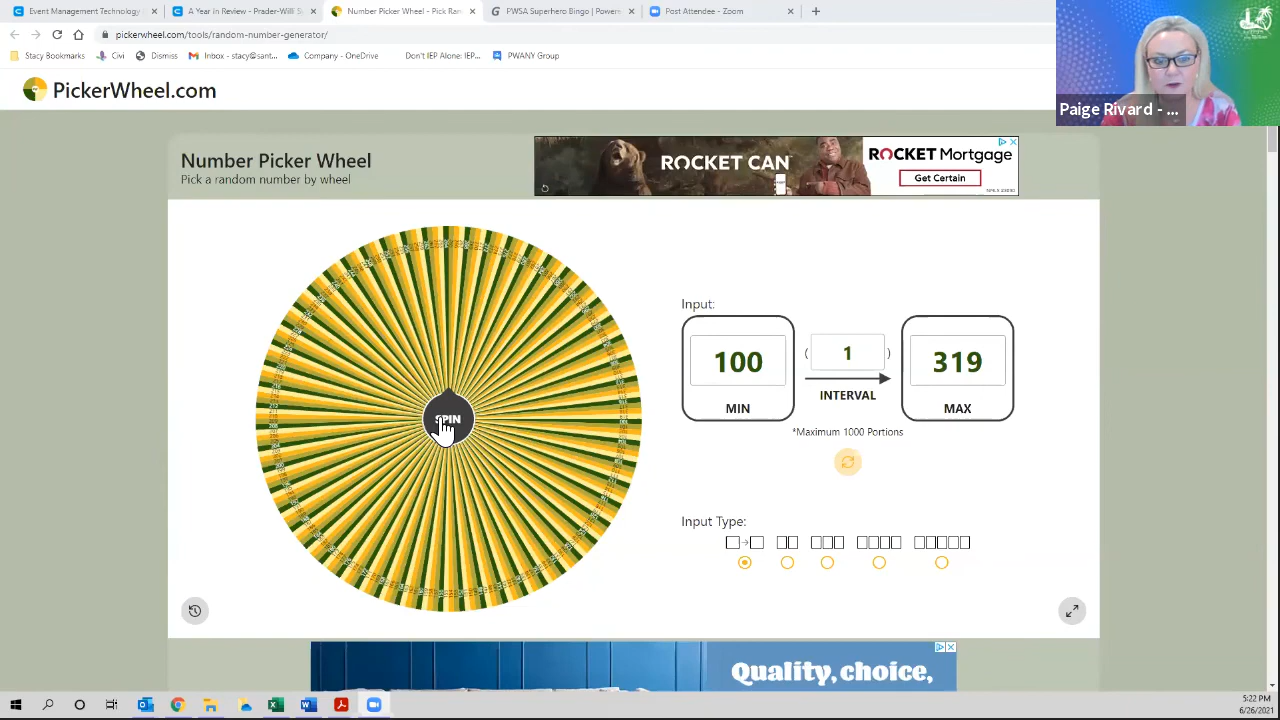 Event Management Technology
A Year In Review - Prader-Willi S
Number Picker Wheel - Pick Ran
PWSA Superhero Bingo | Power
Post Attendee - Zoom
pickerwheel.com/tools/random-number-generator/
Stacy Bookmarks
Civi
Dismiss
Inbox - stacy@sant...
Company - OneDrive
Don't IEP Alone: IEP...
PWANY Group
Paige Rivard - ...
PickerWheel.com
Number Picker Wheel
Pick a random number by wheel
ROCKET CAN
ROCKET Mortgage
Get Certain
SPIN
Input:
100
MIN
( 1 )
INTERVAL
319
MAX
*Maximum 1000 Portions
Input Type:
Quality, choice,
5:22 PM
6/26/2021